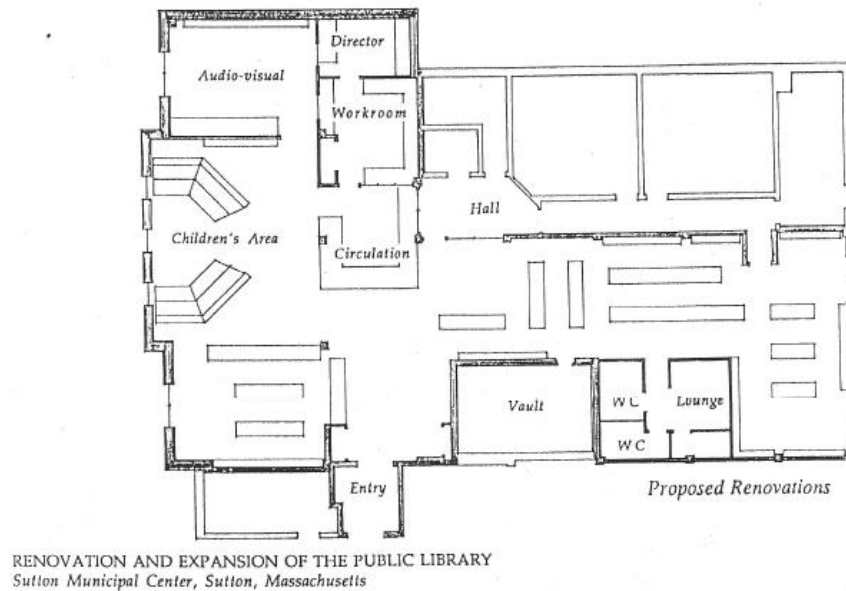 Director
Audio-visual
Workroom
Hall
Children's Area
Circulation
Vault
WC
Lounge
WC
Entry
Proposed Renovations
RENOVATION AND EXPANSION OF THE PUBLIC LIBRARY
Sutton Municipal Center, Sutton, Massachusetts